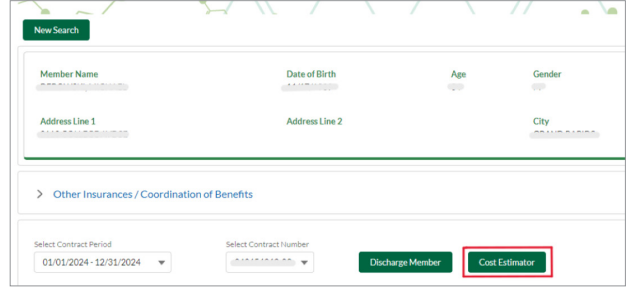 New Search
Member Name Date of Birth Age Gender
Address Line 1 Address Line 2 City
Other Insurances / Coordination of Benefits
Select Contract Period Select Contract Number
01/01/2024 - 12/31/2024 Discharge Member Cost Estimator